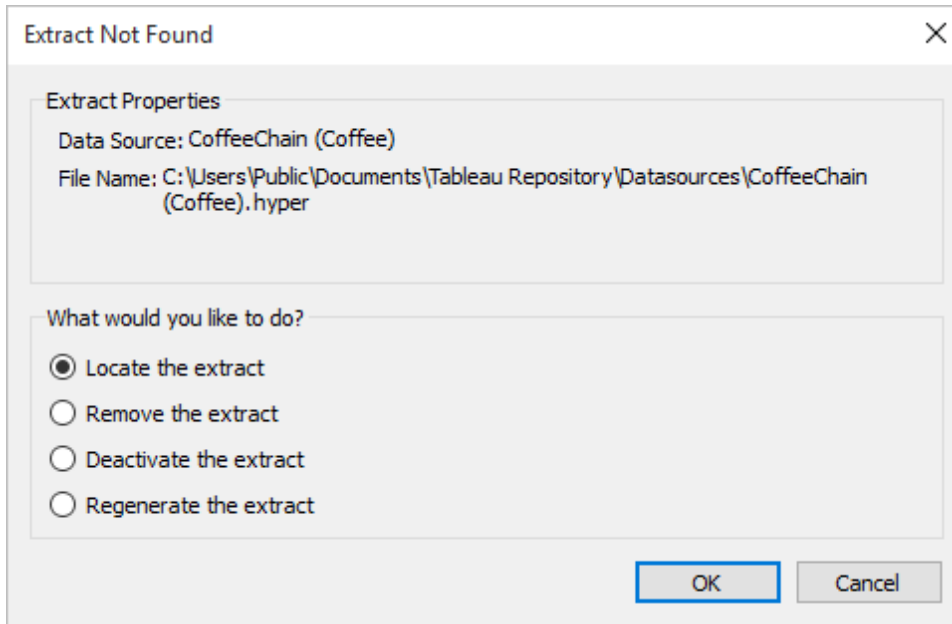 Extract Not Found
Extract Properties
Data Source: CoffeeChain (Coffee)
File Name: C:\Users\Public\Documents\Tableau Repository\Datasources\CoffeeChain
(Coffee).hyper
What would you like to do?
Locate the extract
Remove the extract
Deactivate the extract
Regenerate the extract
OK Cancel